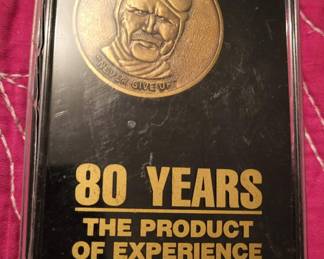 NEVER GIVE UP
80 YEARS
THE PRODUCT
OF EXPERIENCE